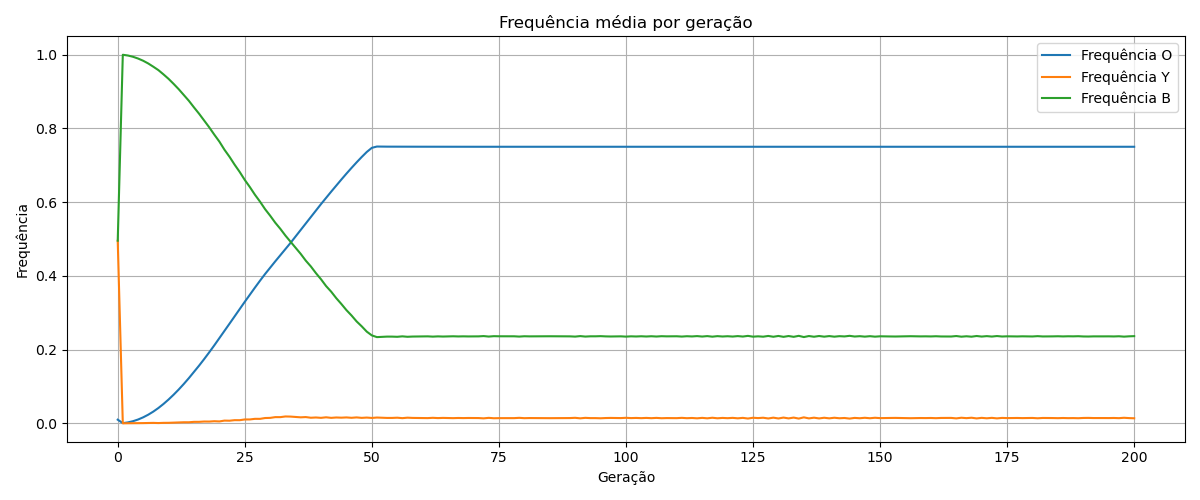 Frequência média por geração
Frequência
1.0
0.8
0.6
0.4
0.2
0.0
Frequência O
Frequência Y
Frequência B
0 25 50 75 100 125 150 175 200
Geração